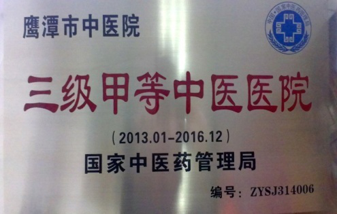 鹰潭市中医院
三级甲等中医医院
(2013.01-2016.12)
国家中医药管理局
编号：ZYSJ314006